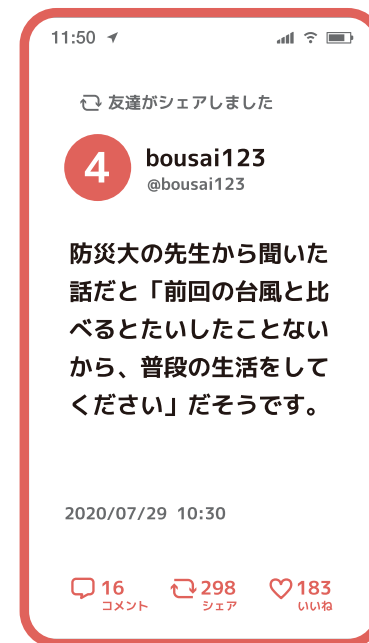 11:50
友達がシェアしました
4
bousai123
@bousai123
防災大の先生から聞いた
話だと「前回の台風と比
べるとたいしたことない
から、普段の生活をして
ください」だそうです。
2020/07/29 10:30
16 298 183
コメント シェア いいね